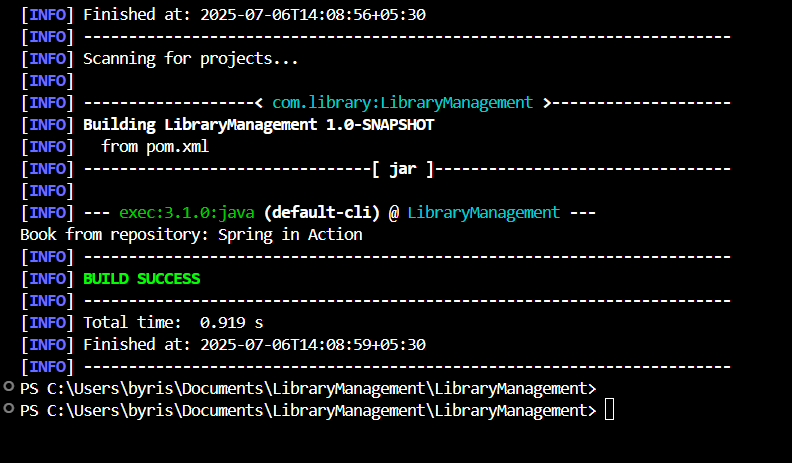 [INFO] Finished at: 2025-07-06T14:08:56+05:30
[INFO] ------------------------------------------------------------------------
[INFO] Scanning for projects...
[INFO]
[INFO] -------------------< com.library:LibraryManagement >--------------------
[INFO] Building LibraryManagement 1.0-SNAPSHOT
[INFO]   from pom.xml
[INFO] --------------------------------[ jar ]---------------------------------
[INFO]
[INFO] --- exec:3.1.0:java (default-cli) @ LibraryManagement ---
Book from repository: Spring in Action
[INFO] ------------------------------------------------------------------------
[INFO] BUILD SUCCESS
[INFO] ------------------------------------------------------------------------
[INFO] Total time:  0.919 s
[INFO] Finished at: 2025-07-06T14:08:59+05:30
[INFO] ------------------------------------------------------------------------
PS C:\Users\byris\Documents\LibraryManagement\LibraryManagement>
PS C:\Users\byris\Documents\LibraryManagement\LibraryManagement>